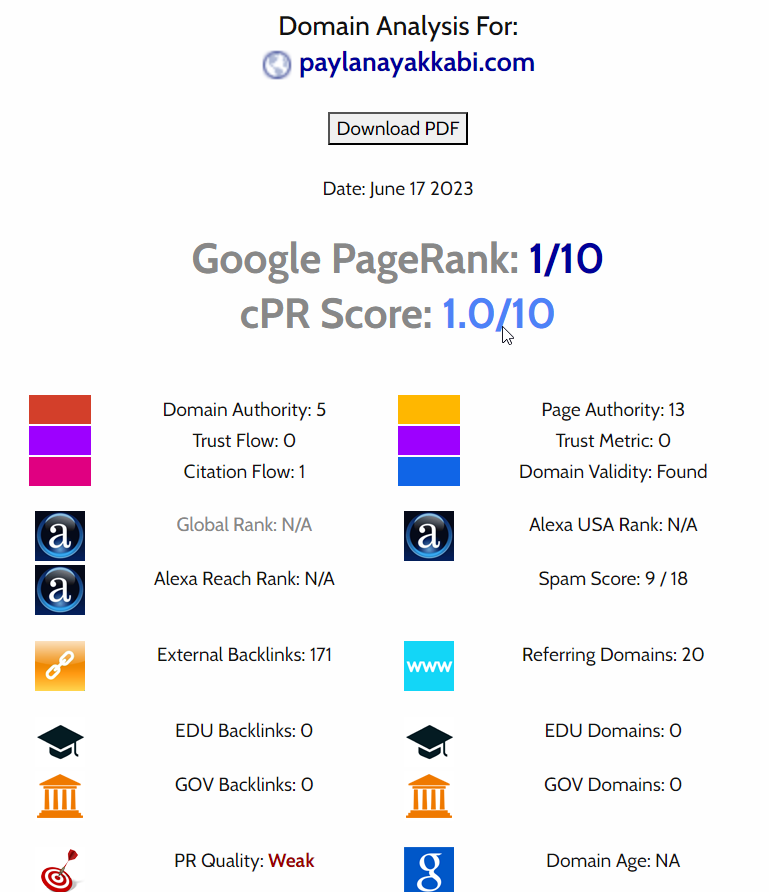 Domain Analysis For:
paylanayakkabi.com
Download PDF
Date: June 17 2023
Google PageRank: 1/10
cPR Score: 1.0/10
Domain Authority: 5
Page Authority: 13
Trust Flow: 0
Trust Metric: 0
Citation Flow: 1
Domain Validity: Found
a
Global Rank: N/A
a
Alexa USA Rank: N/A
a
Alexa Reach Rank: N/A
Spam Score: 9 / 18
External Backlinks: 171
www
Referring Domains: 20
EDU Backlinks: 0
EDU Domains: 0
GOV Backlinks: 0
GOV Domains: 0
PR Quality: Weak
g
Domain Age: NA